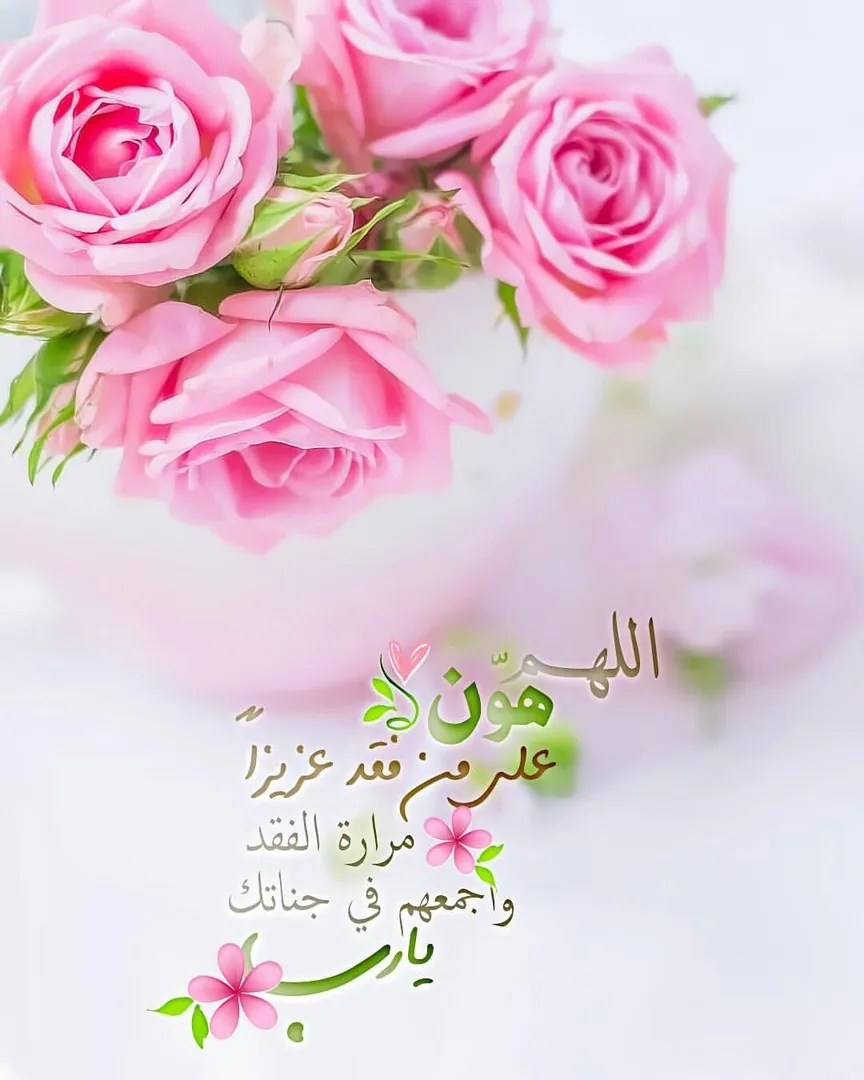 اللهم
هوّن
على من فقد عزيزاً
مرارة الفقد
واجمعهم في جناتك
يارب